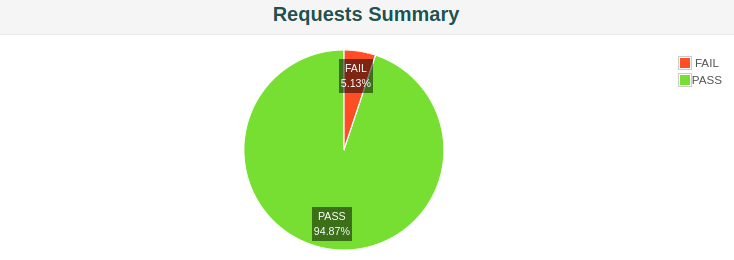 Requests Summary
FAIL
5.13%
FAIL
PASS
PASS
94.87%